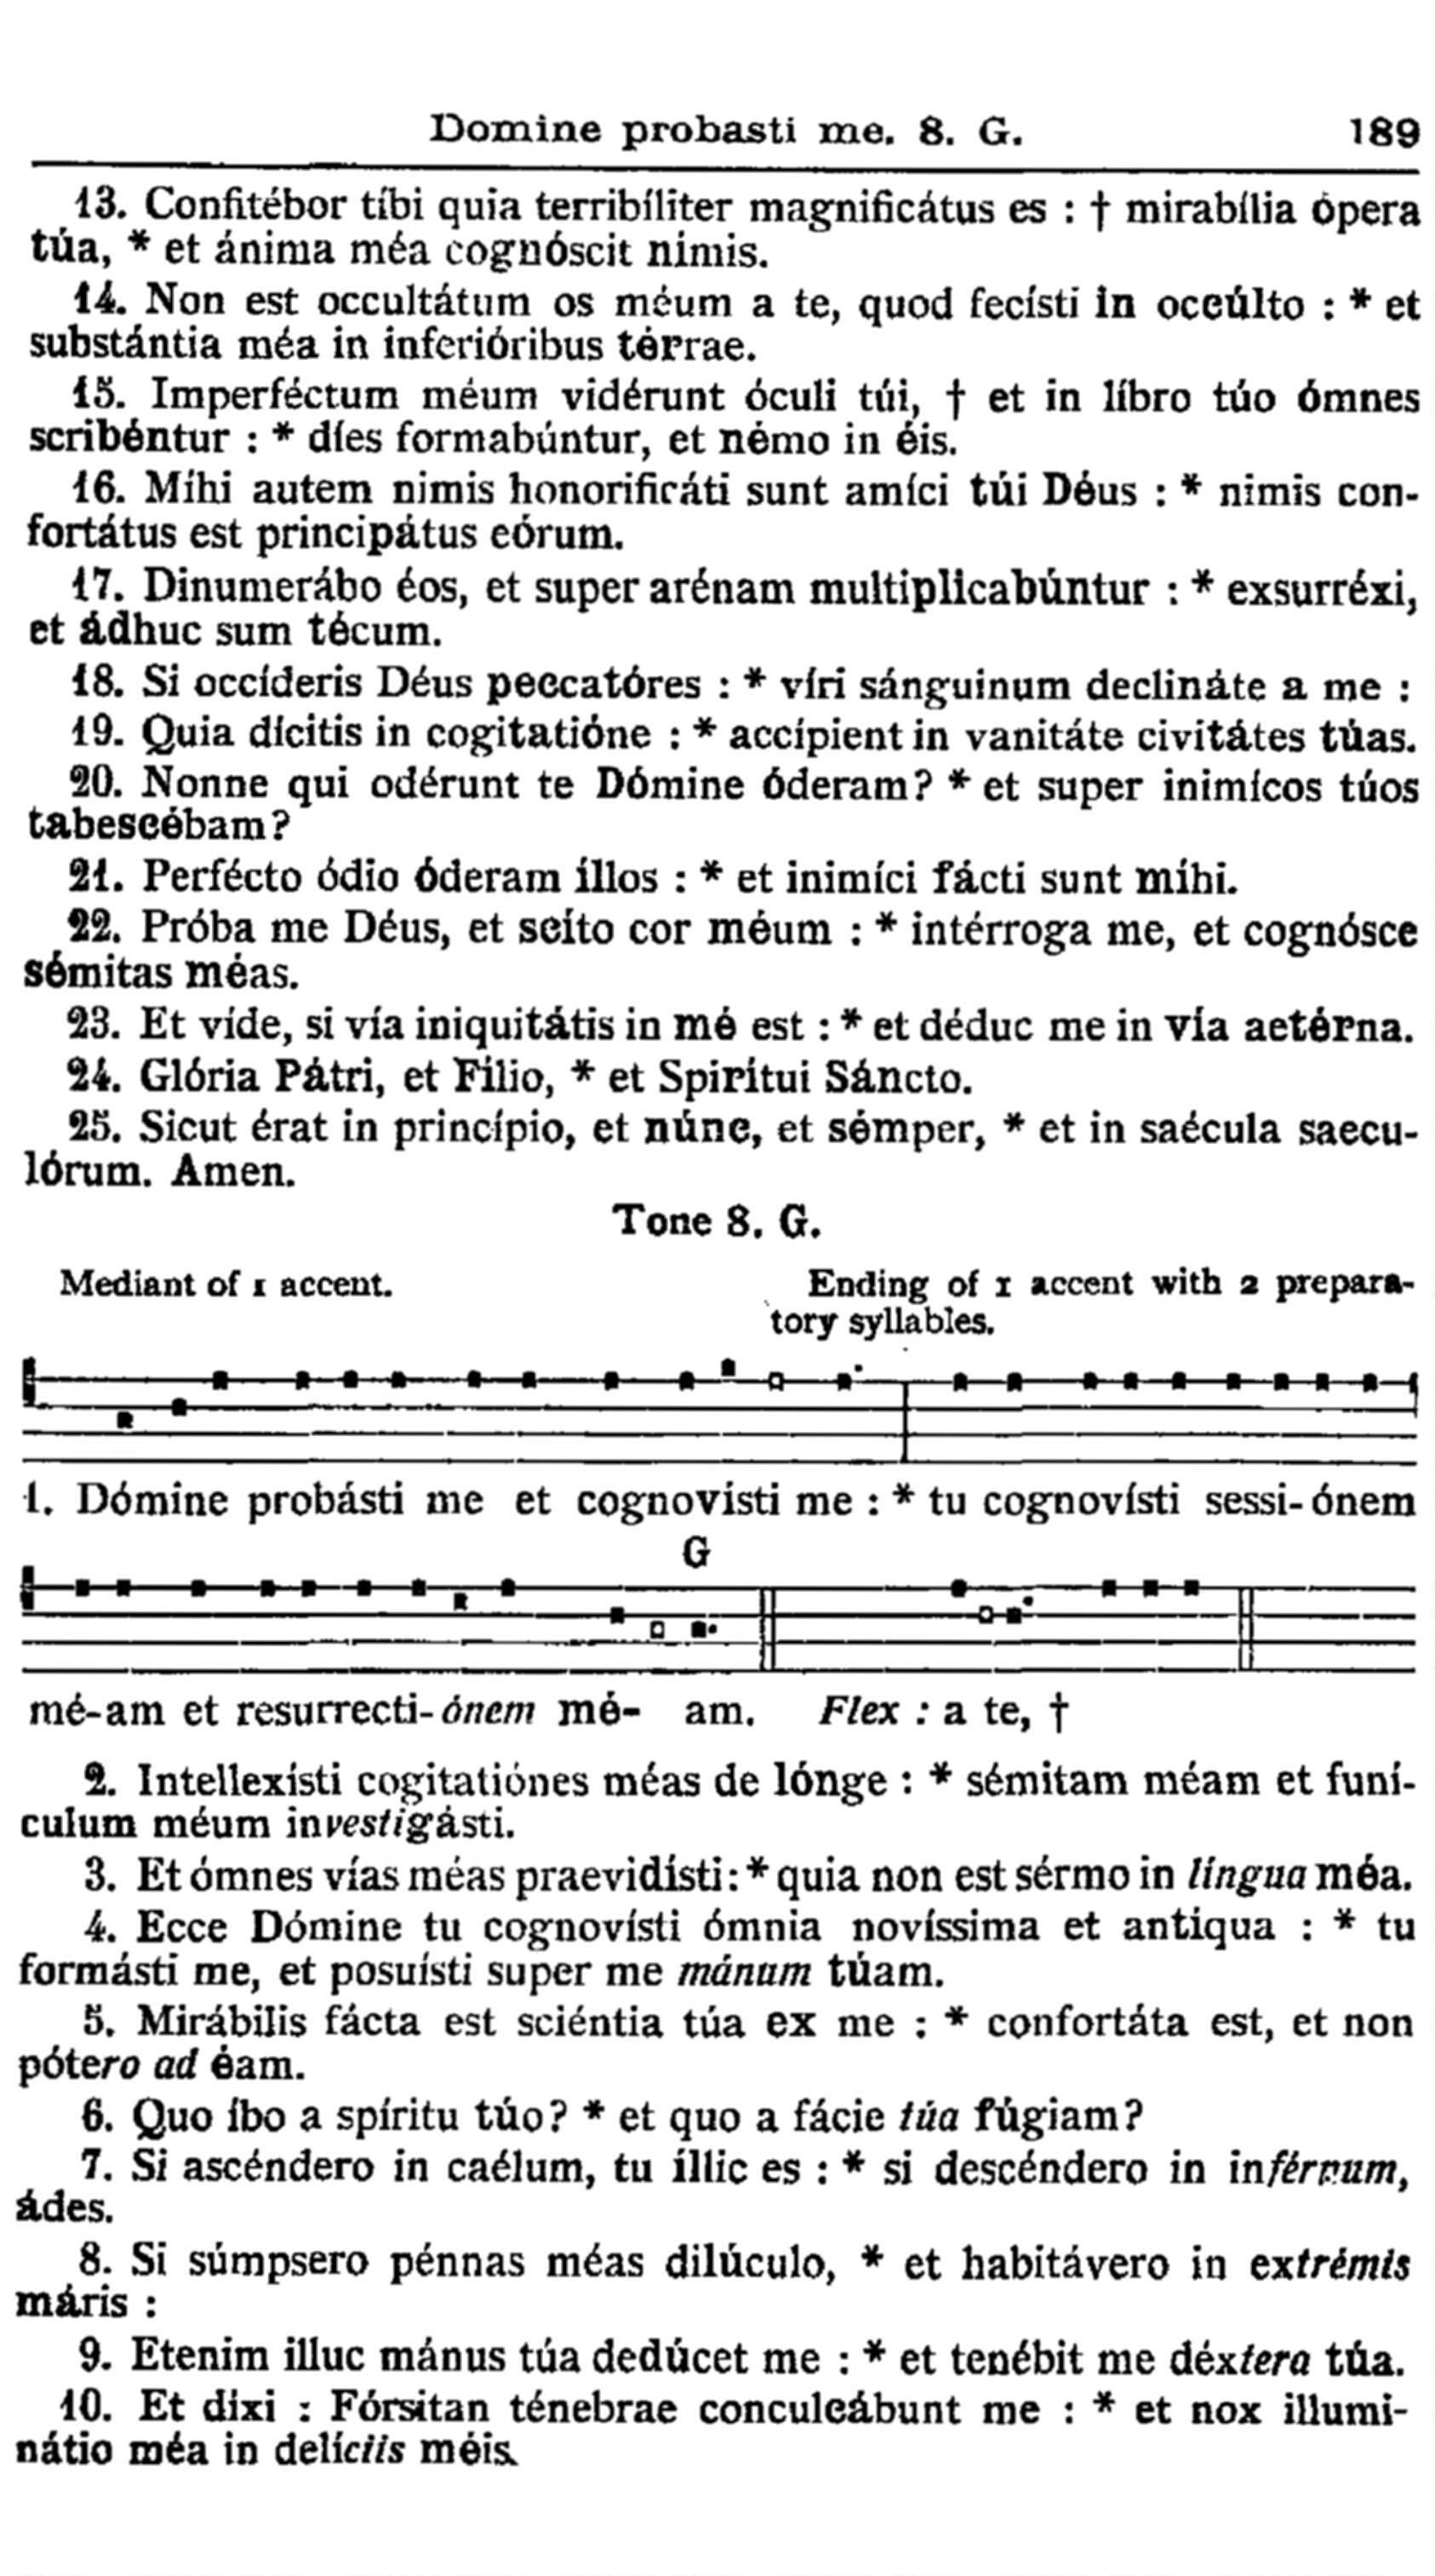 Domine probasti me. 8. G. 189
13. Confitébor tíbi quia terribíliter magnificátus es : † mirabília ópera
túa, * et ánima méa cognóscit nímis.
14. Non est occultátum os méum a te, quod fecísti in occúlto : * et
substántia méa in inferióribus térrae.
15. Imperféctum méum vidérunt óculi túi, † et in líbro túo ómnes
scribéntur : * díes formabúntur, et némo in éis.
16. Míhi autem nimis honorificáti sunt amíci túi Déus : * nimis con-
fortátus est principátus eórum.
17. Dinumerábo éos, et super arénam multiplicabúntur : * exsurréxi,
et ádhuc sum técum.
18. Si occíderis Déus peccatóres : * víri sánguinum declináte a me :
19. Quia dícitis in cogitatióne : * accípient in vanitáte civitátes túas.
20. Nonne qui odérunt te Dómine óderam? * et super inimícos túos
tabescébam?
21. Perfécto ódio óderam íllos : * et inimíci fácti sunt míhi.
22. Próba me Déus, et scíto cor méum : * intérroga me, et cognósce
sémitas méas.
23. Et víde, si vía iniquitátis in mé est : * et déduc me in vía aetérna.
24. Glória Pátri, et Fílio, * et Spirítui Sáncto.
25. Sicut érat in princípio, et núnc, et sémper, * et in saécula saecu-
lórum. Amen.
Tone 8. G.
Mediant of 1 accent. Ending of 1 accent with 2 prepara-
tory syllables.
1. Dómine probásti me et cognovísti me : * tu cognovísti sessi-ónem
G
mé-am et resurrecti-ónem mé- am. Flex : a te, †
2. Intellexísti cogitatiónes méas de lónge : * sémitam méam et funí-
culum méum investigásti.
3. Et ómnes vías méas praevidísti : * quia non est sérmo in língua méa.
4. Ecce Dómine tu cognovísti ómnia novíssima et antiqua : * tu
formásti me, et posuísti super me mánum túam.
5. Mirábilis fácta est sciéntia túa ex me : * confortáta est, et non
pótero ad éam.
6. Quo íbo a spíritu túo? * et quo a fácie túa fúgiam?
7. Si ascéndero in caélum, tu íllic es : * si descéndero in inférnum,
ádes.
8. Si súmpsero pénnas méas dilúculo, * et habitávero in extrémis
máris :
9. Etenim illuc mánus túa dedúcet me : * et tenébit me déxtera túa.
10. Et dixi : Fórsitan ténebrae conculcábunt me : * et nox illumi-
nátio méa in delíciis méis.